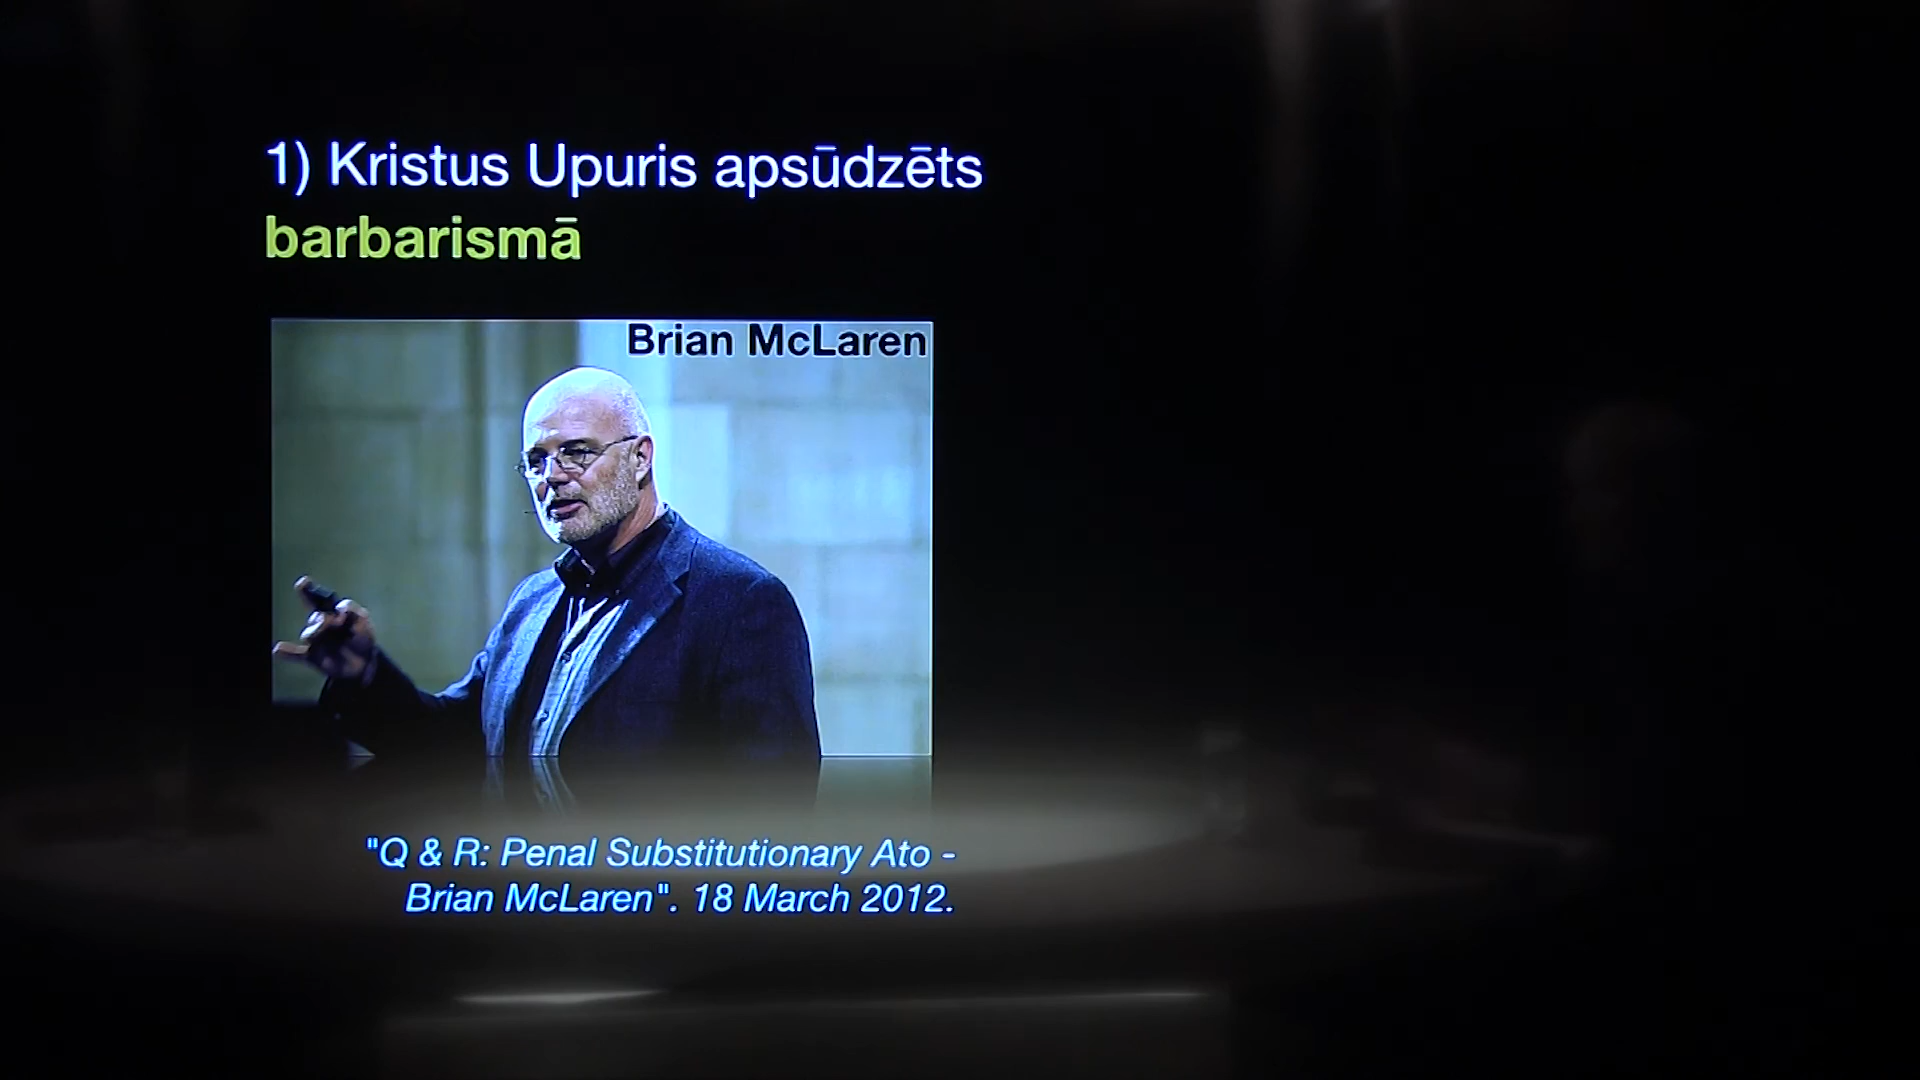 1) Kristus Upuris apsūdzēts
barbarismā
Brian McLaren
"Q & R: Penal Substitutionary Ato -
Brian McLaren". 18 March 2012.